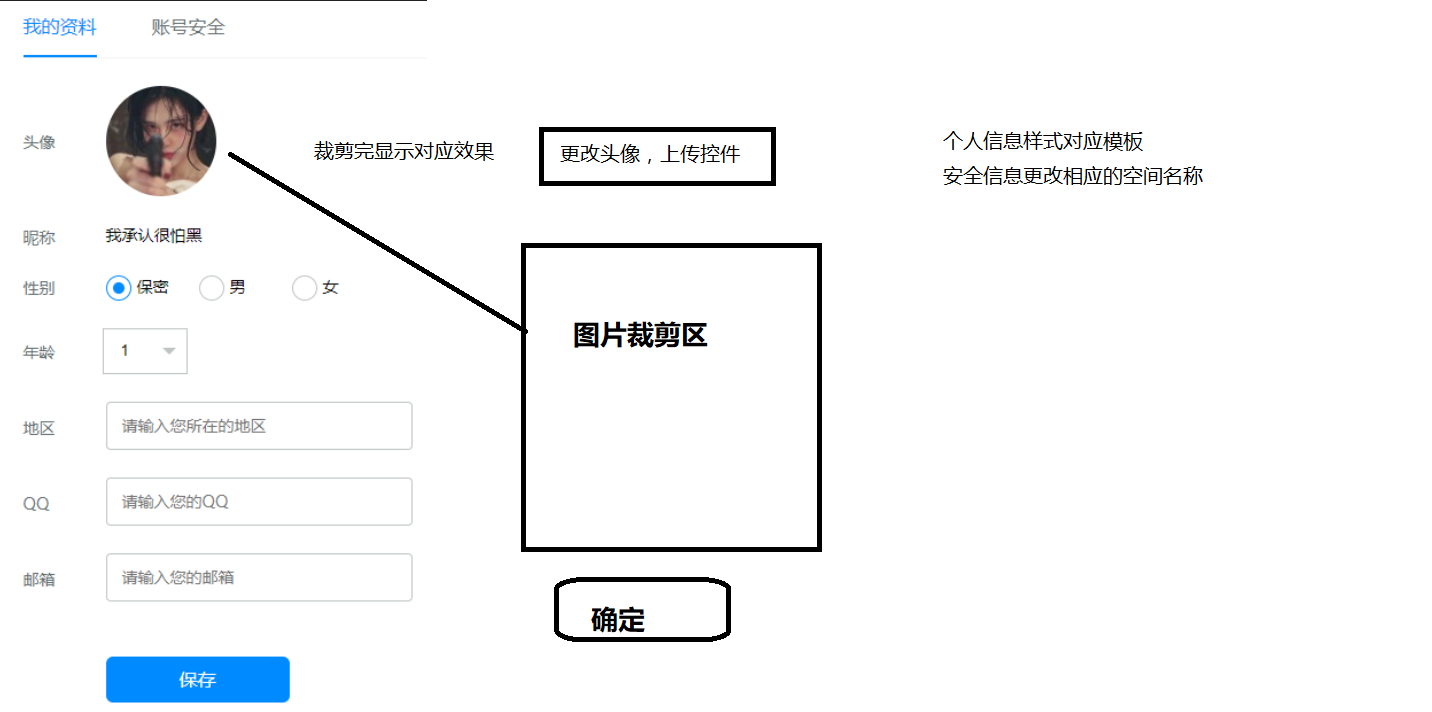 我的资料 账号安全
头像
裁剪完显示对应效果
更改头像，上传控件
个人信息样式对应模板
安全信息更改相应的空间名称
昵称 我承认很怕黑
性别 保密 男 女
图片裁剪区
年龄 1
地区 请输入您所在的地区
QQ 请输入您的QQ
邮箱 请输入您的邮箱
确定
保存